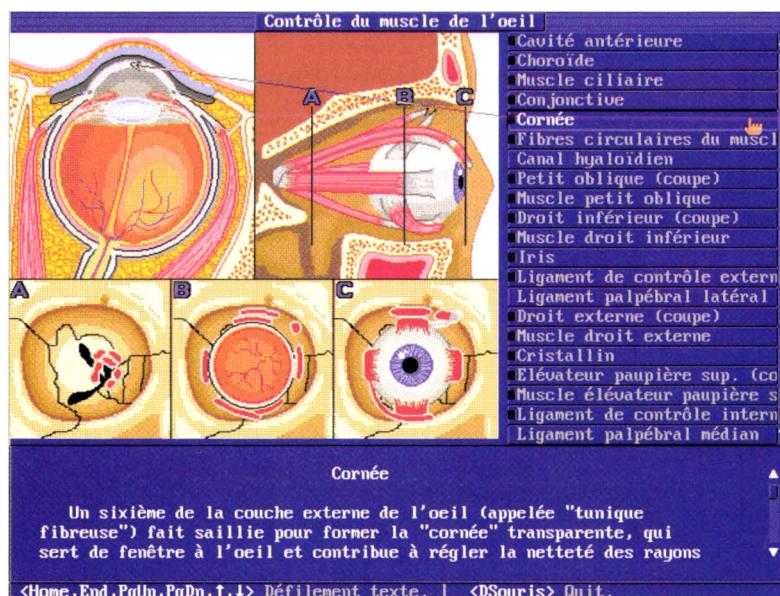 Contrôle du muscle de l'oeil
A
B
C
A
B
C
Cavité antérieure
Choroïde
Muscle ciliaire
Conjonctive
Cornée
Fibres circulaires du muscl
Canal hyaloïdien
Petit oblique (coupe)
Muscle petit oblique
Droit inférieur (coupe)
Muscle droit inférieur
Iris
Ligament de contrôle extern
Ligament palpébral latéral
Droit externe (coupe)
Muscle droit externe
Cristallin
Elévateur paupière sup. (co
Muscle élévateur paupière s
Ligament de contrôle intern
Ligament palpébral médian
Cornée
Un sixième de la couche externe de l'oeil (appelée "tunique
fibreuse") fait saillie pour former la "cornée" transparente, qui
sert de fenêtre à l'oeil et contribue à régler la netteté des rayons
<Home,End,PgUp,PgDn,↑,↓> Défilement texte. | <DSouris> Quit.